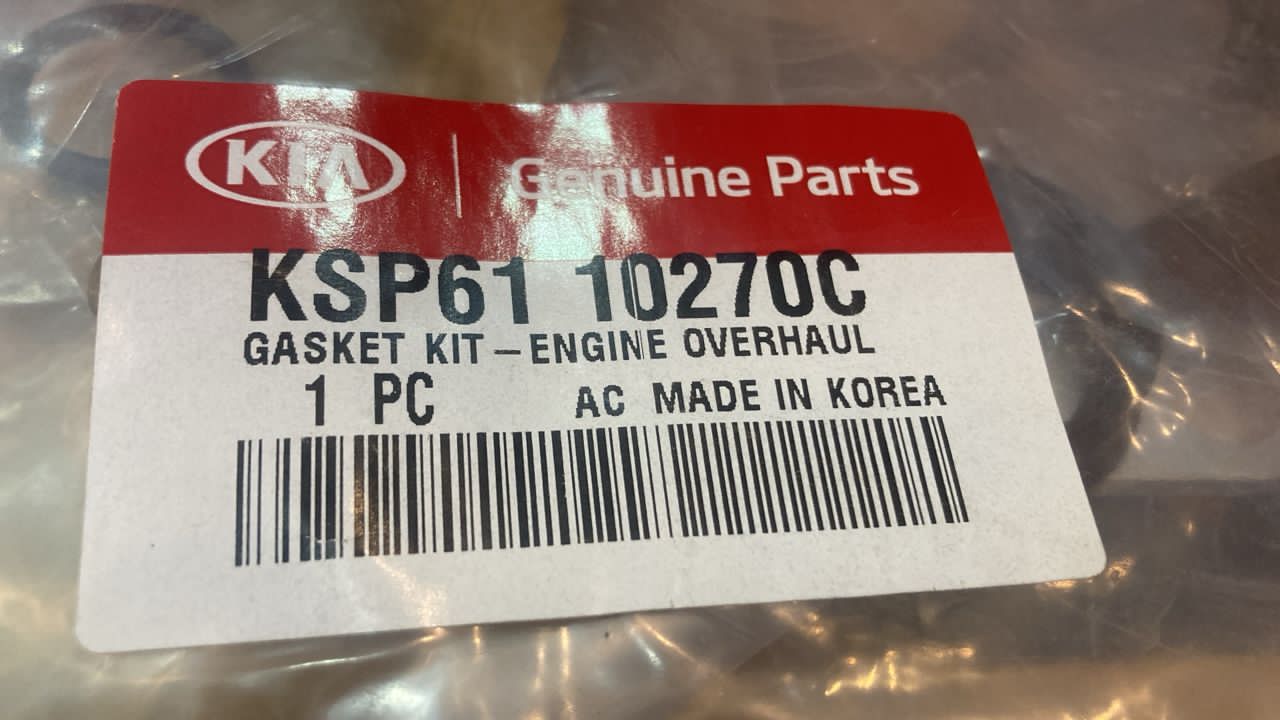 KIA | Genuine Parts
KSP61 10270C
GASKET KIT-ENGINE OVERHAUL
1 PC AC MADE IN KOREA